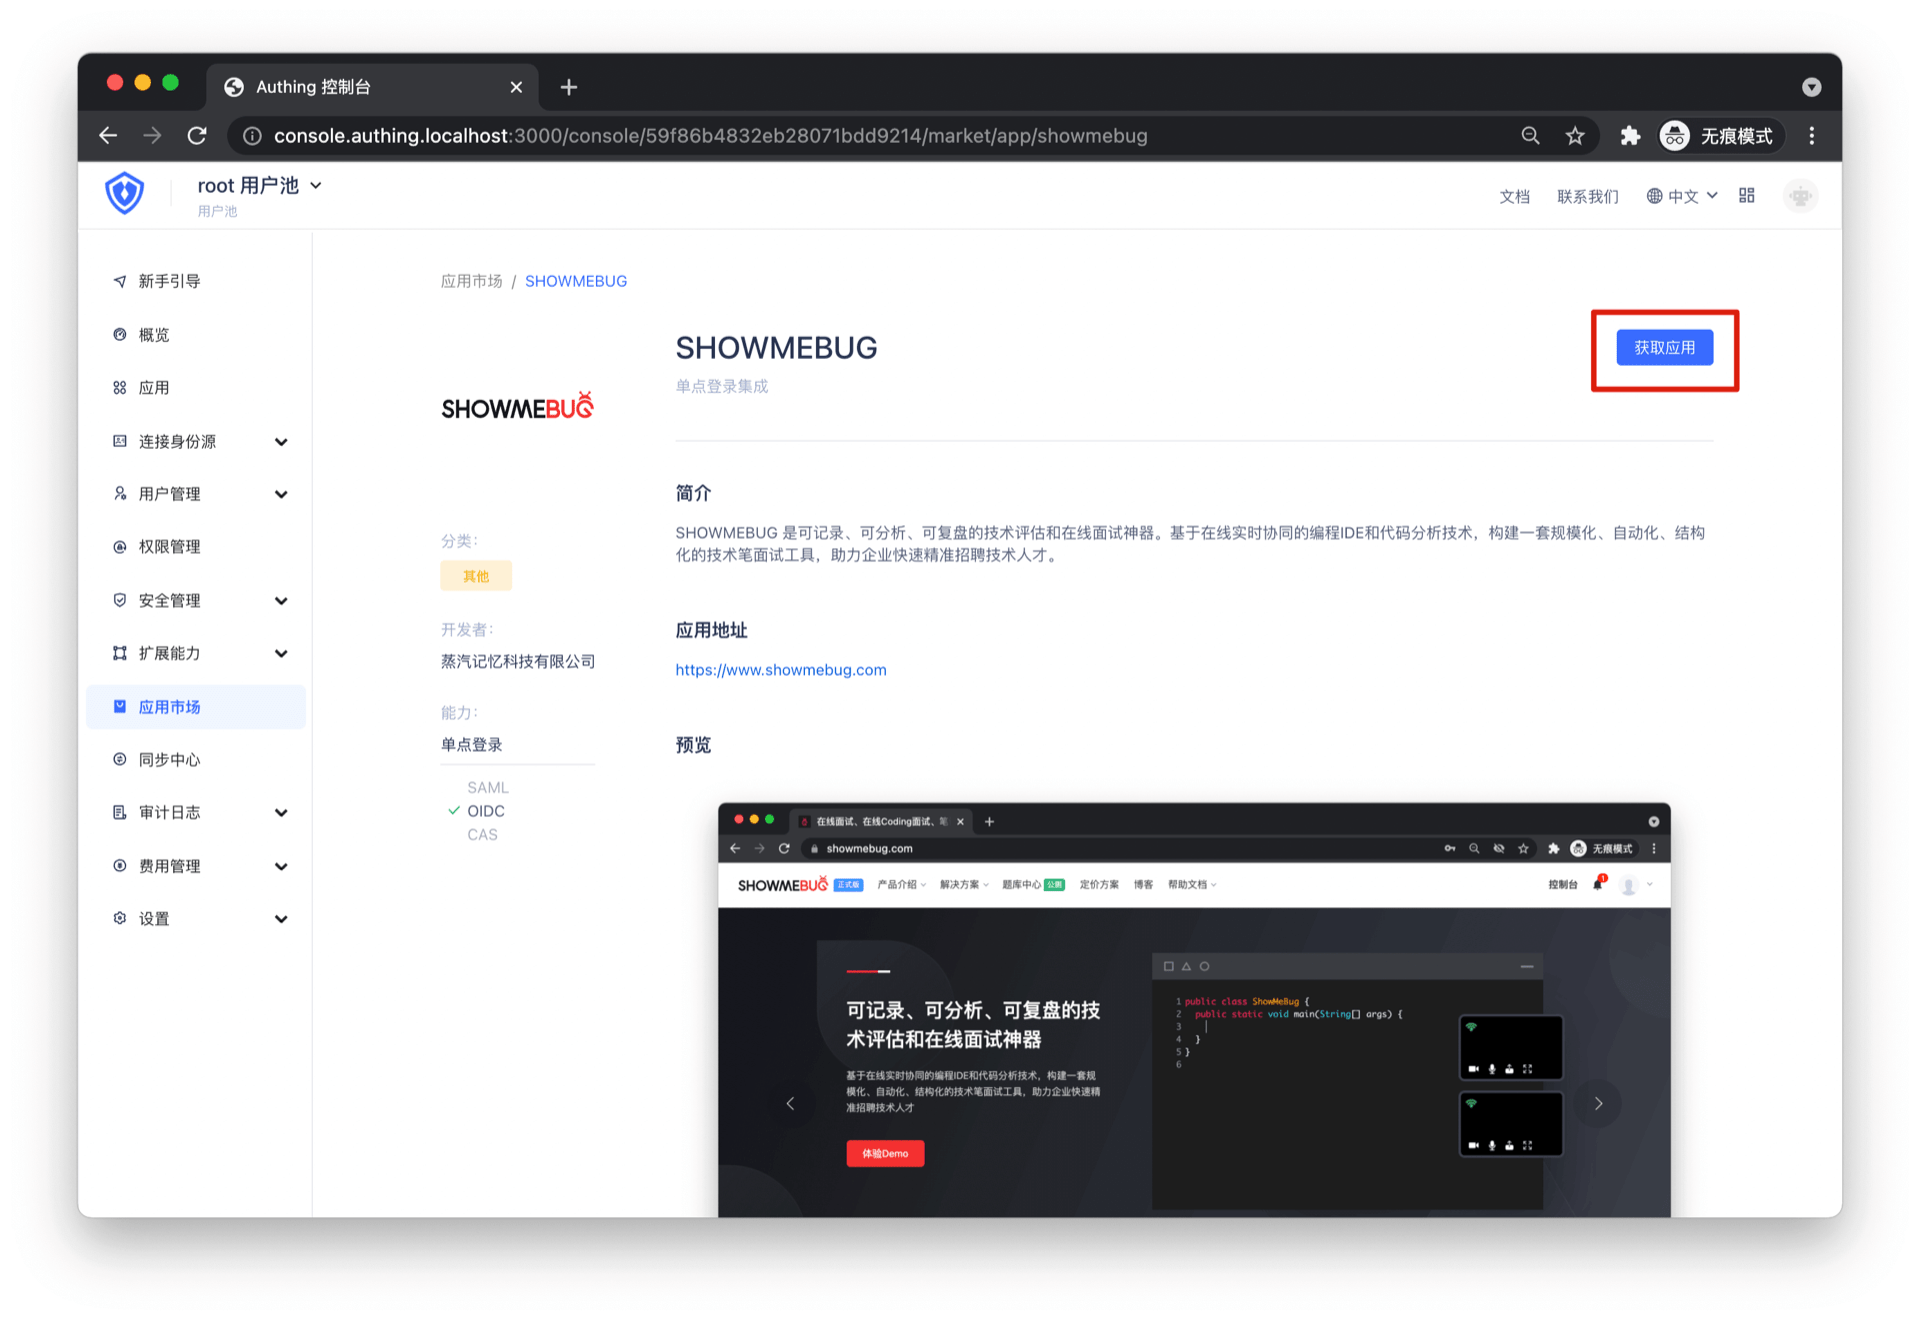 Authing 控制台
console.authing.localhost:3000/console/59f86b4832eb28071bdd9214/market/app/showmebug
无痕模式
root 用户池
用户池
文档
联系我们
中文
新手引导
概览
应用
连接身份源
用户管理
权限管理
安全管理
扩展能力
应用市场
同步中心
审计日志
费用管理
设置
应用市场 / SHOWMEBUG
SHOWMEBUG
分类：
其他
开发者：
蒸汽记忆科技有限公司
能力：
单点登录
SAML
OIDC
CAS
SHOWMEBUG
单点登录集成
获取应用
简介
SHOWMEBUG 是可记录、可分析、可复盘的技术评估和在线面试神器。基于在线实时协同的编程IDE和代码分析技术，构建一套规模化、自动化、结构
化的技术笔面试工具，助力企业快速精准招聘技术人才。
应用地址
https://www.showmebug.com
预览
在线面试、在线Coding面试、笔
showmebug.com
无痕模式
SHOWMEBUG
正式版
产品介绍
解决方案
题库中心
公测
定价方案
博客
帮助文档
控制台
1
可记录、可分析、可复盘的技
术评估和在线面试神器
基于在线实时协同的编程IDE和代码分析技术，构建一套规
模化、自动化、结构化的技术笔面试工具，助力企业快速精
准招聘技术人才
体验Demo
1 public class ShowMeBug {
2 public static void main(String[] args) {
3
4 }
5 }
6